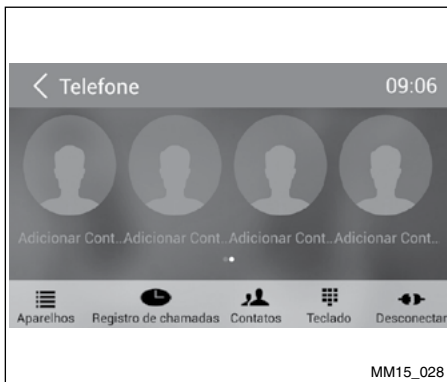 Telefone 09:06
Adicionar Cont.. Adicionar Cont.. Adicionar Cont.. Adicionar Cont..
Aparelhos Registro de chamadas Contatos Teclado Desconectar
MM15_028